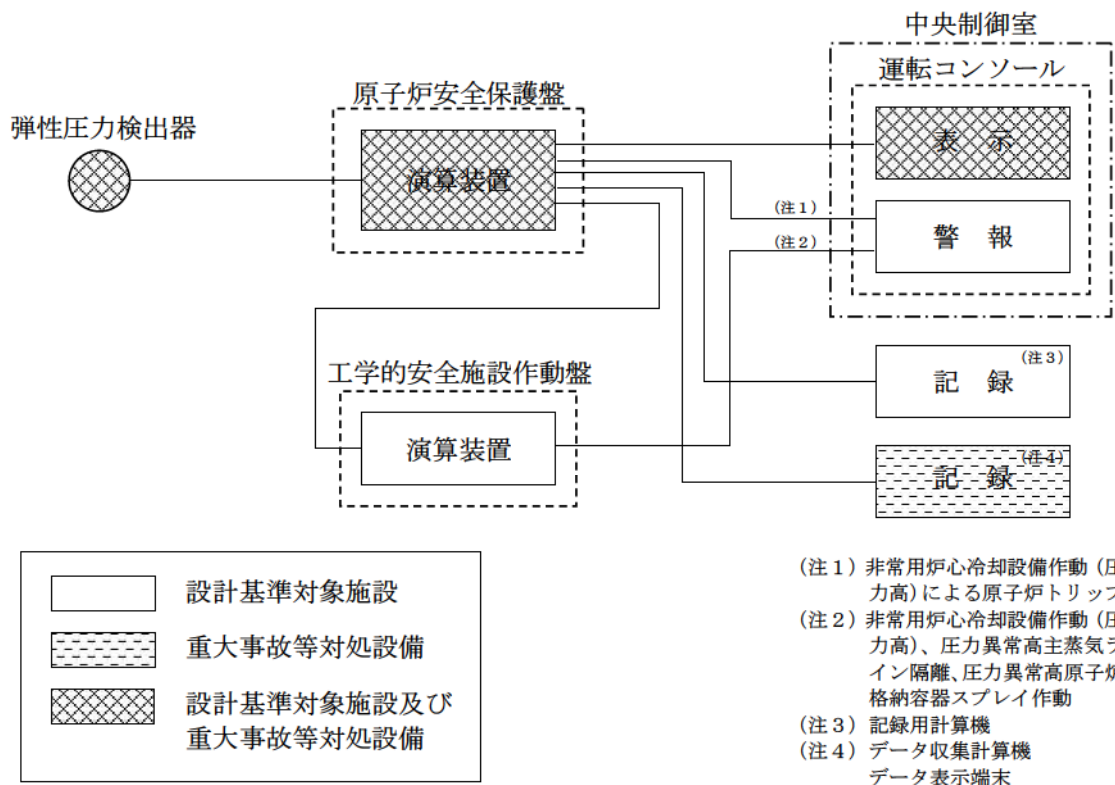 中央制御室
運転コンソール
原子炉安全保護盤
弾性圧力検出器
表 示
演算装置
(注1)
警 報
(注2)
(注3)
記 録
工学的安全施設作動盤
演算装置
(注4)
記 録
設計基準対象施設
重大事故等対処設備
設計基準対象施設及び
重大事故等対処設備
(注1) 非常用炉心冷却設備作動 (圧
力高) による原子炉トリップ
(注2) 非常用炉心冷却設備作動 (圧
力高)、圧力異常高主蒸気ラ
イン隔離、圧力異常高原子炉
格納容器スプレイ作動
(注3) 記録用計算機
(注4) データ収集計算機
データ表示端末